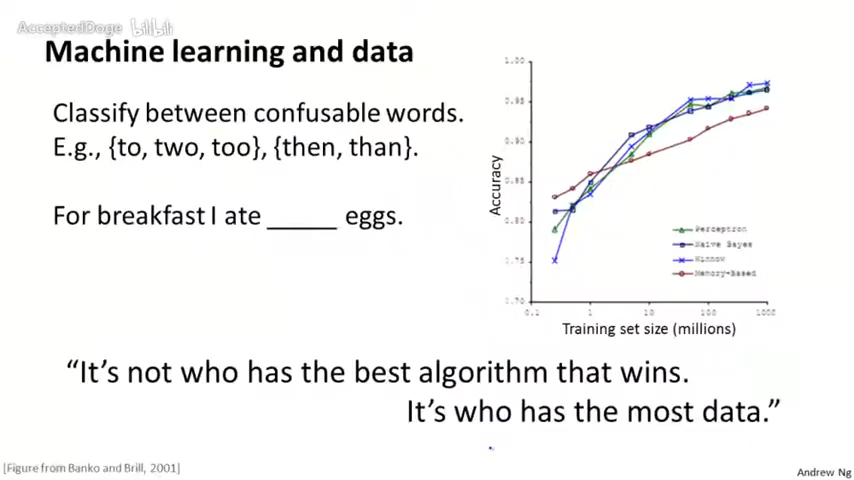 AcceptedDoge bilibili
Machine learning and data
Classify between confusable words.
E.g., {to, two, too}, {then, than}.
For breakfast I ate _____ eggs.
Accuracy
1.00
0.95
0.90
0.85
0.80
0.75
0.70
0.1 1 10 100 1000
Training set size (millions)
Perceptron
Naive Bayes
Winnow
Memory-Based
“It’s not who has the best algorithm that wins.
It’s who has the most data.”
[Figure from Banko and Brill, 2001]
Andrew Ng